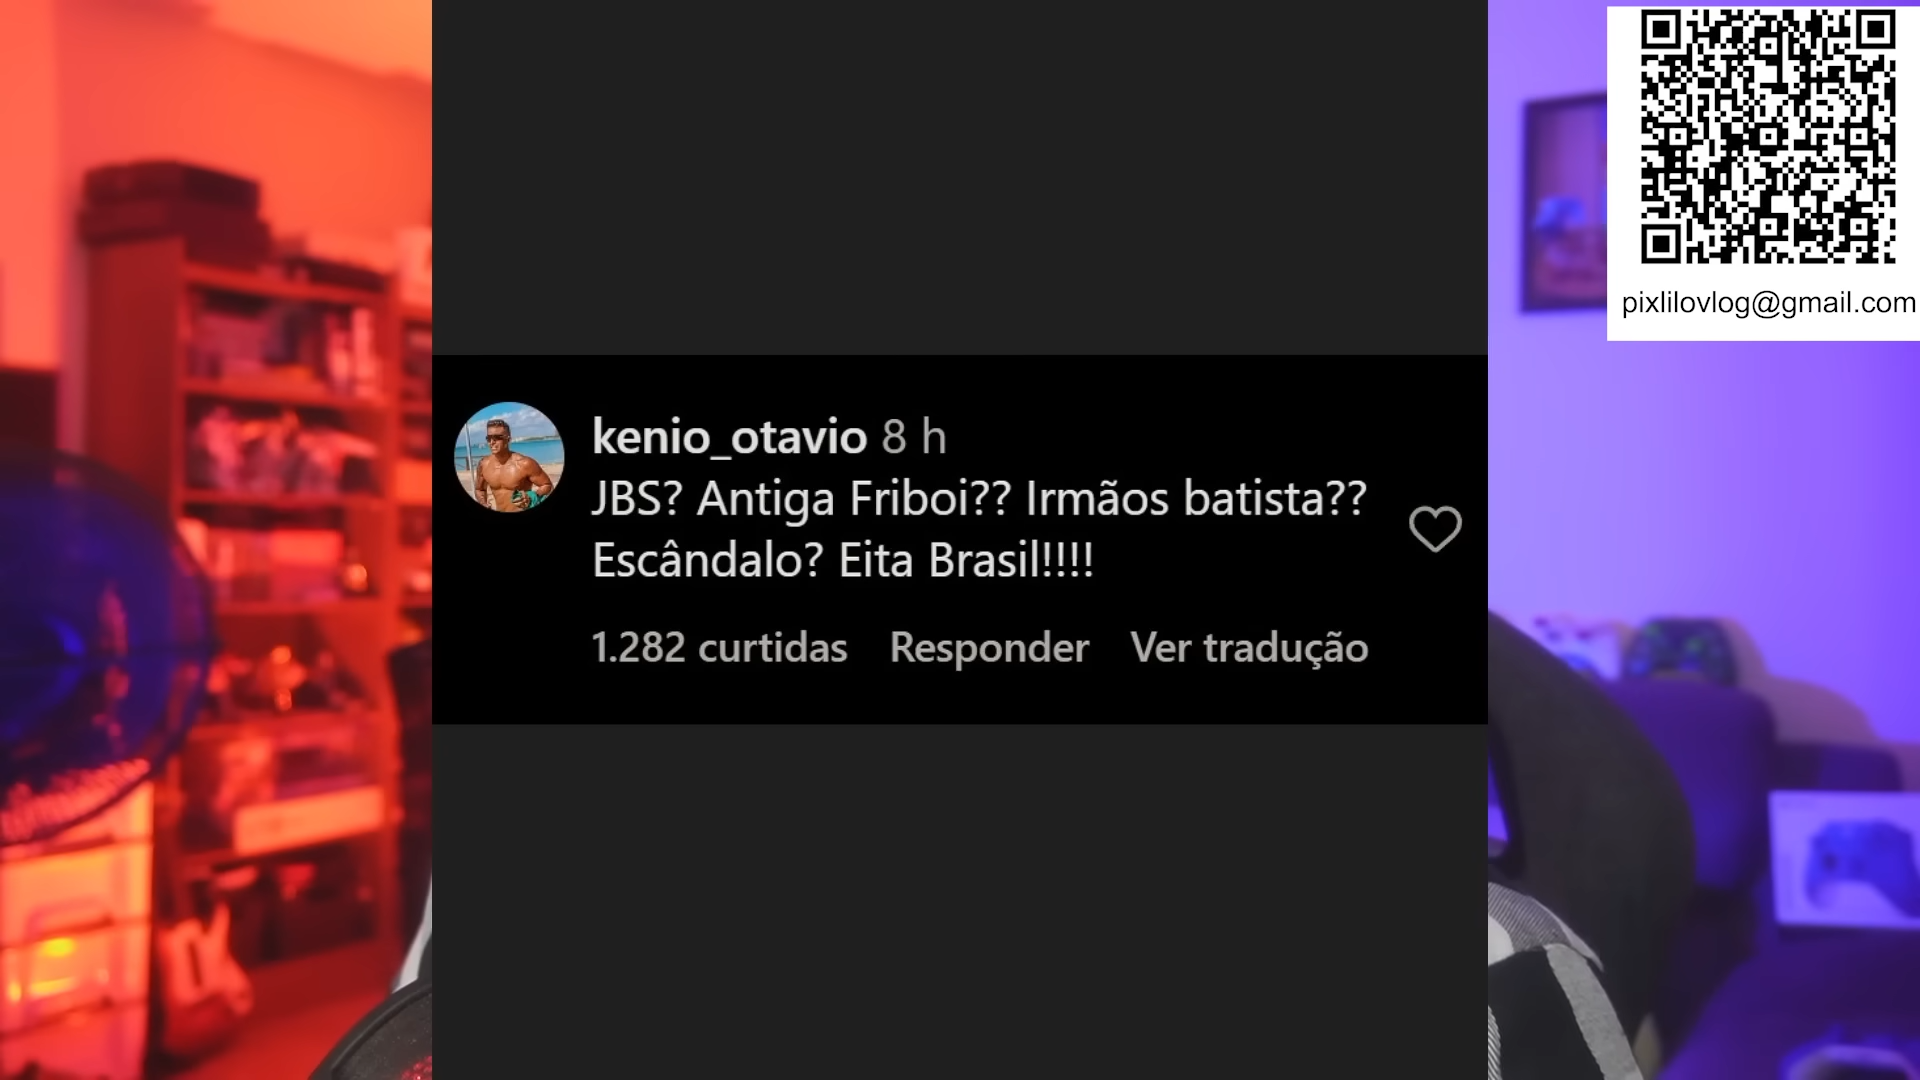 pixlilovlog@gmail.com
kenio_otavio 8 h
JBS? Antiga Friboi?? Irmãos batista??
Escândalo? Eita Brasil!!!!
1.282 curtidas Responder Ver tradução